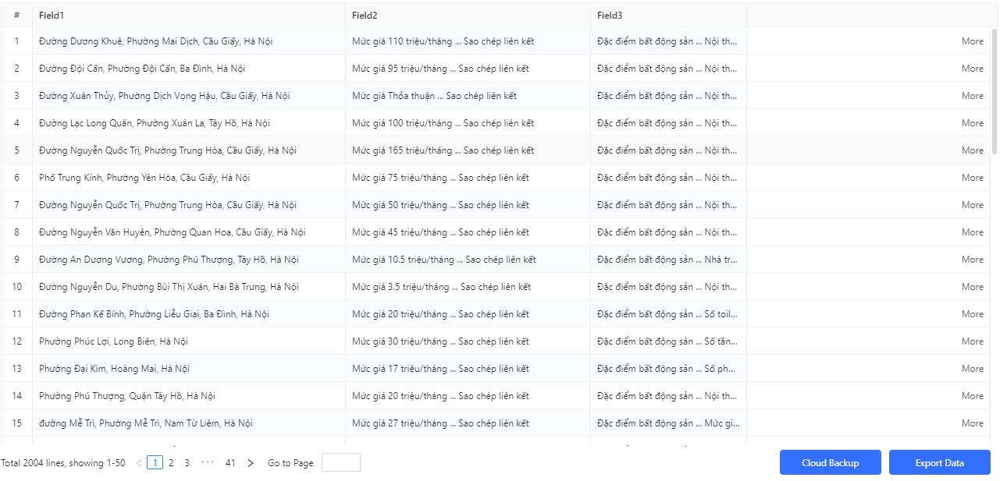 # Field1 Field2 Field3
1 Đường Dương Khuê, Phường Mai Dịch, Cầu Giấy, Hà Nội Mức giá 110 triệu/tháng ... Sao chép liên kết Đặc điểm bất động sản ... Nội th... More
2 Đường Đội Cấn, Phường Đội Cấn, Ba Đình, Hà Nội Mức giá 95 triệu/tháng ... Sao chép liên kết Đặc điểm bất động sản ... Nội th... More
3 Đường Xuân Thủy, Phường Dịch Vọng Hậu, Cầu Giấy, Hà Nội Mức giá Thỏa thuận ... Sao chép liên kết Đặc điểm bất động sản ... Nội th... More
4 Đường Lạc Long Quân, Phường Xuân La, Tây Hồ, Hà Nội Mức giá 100 triệu/tháng ... Sao chép liên kết Đặc điểm bất động sản ... Nội th... More
5 Đường Nguyễn Quốc Trị, Phường Trung Hòa, Cầu Giấy, Hà Nội Mức giá 165 triệu/tháng ... Sao chép liên kết Đặc điểm bất động sản ... Nội th... More
6 Phố Trung Kính, Phường Yên Hòa, Cầu Giấy, Hà Nội Mức giá 75 triệu/tháng ... Sao chép liên kết Đặc điểm bất động sản ... Nội th... More
7 Đường Nguyễn Quốc Trị, Phường Trung Hòa, Cầu Giấy, Hà Nội Mức giá 50 triệu/tháng ... Sao chép liên kết Đặc điểm bất động sản ... Nội th... More
8 Đường Nguyễn Văn Huyên, Phường Quan Hoa, Cầu Giấy, Hà Nội Mức giá 45 triệu/tháng ... Sao chép liên kết Đặc điểm bất động sản ... Nội th... More
9 Đường An Dương Vương, Phường Phú Thượng, Tây Hồ, Hà Nội Mức giá 10.5 triệu/tháng ... Sao chép liên kết Đặc điểm bất động sản ... Nhà tr... More
10 Đường Nguyễn Du, Phường Bùi Thị Xuân, Hai Bà Trưng, Hà Nội Mức giá 3.5 triệu/tháng ... Sao chép liên kết Đặc điểm bất động sản ... Nội th... More
11 Đường Phan Kế Bính, Phường Liễu Giai, Ba Đình, Hà Nội Mức giá 20 triệu/tháng ... Sao chép liên kết Đặc điểm bất động sản ... Số toil... More
12 Phường Phúc Lợi, Long Biên, Hà Nội Mức giá 30 triệu/tháng ... Sao chép liên kết Đặc điểm bất động sản ... Số tần... More
13 Phường Đại Kim, Hoàng Mai, Hà Nội Mức giá 17 triệu/tháng ... Sao chép liên kết Đặc điểm bất động sản ... Số ph... More
14 Phường Phú Thượng, Quận Tây Hồ, Hà Nội Mức giá 20 triệu/tháng ... Sao chép liên kết Đặc điểm bất động sản ... Nội th... More
15 đường Mễ Trì, Phường Mễ Trì, Nam Từ Liêm, Hà Nội Mức giá 27 triệu/tháng ... Sao chép liên kết Đặc điểm bất động sản ... Mức gi... More
Total 2004 lines, showing 1-50 < 1 2 3 ••• 41 > Go to Page Cloud Backup Export Data